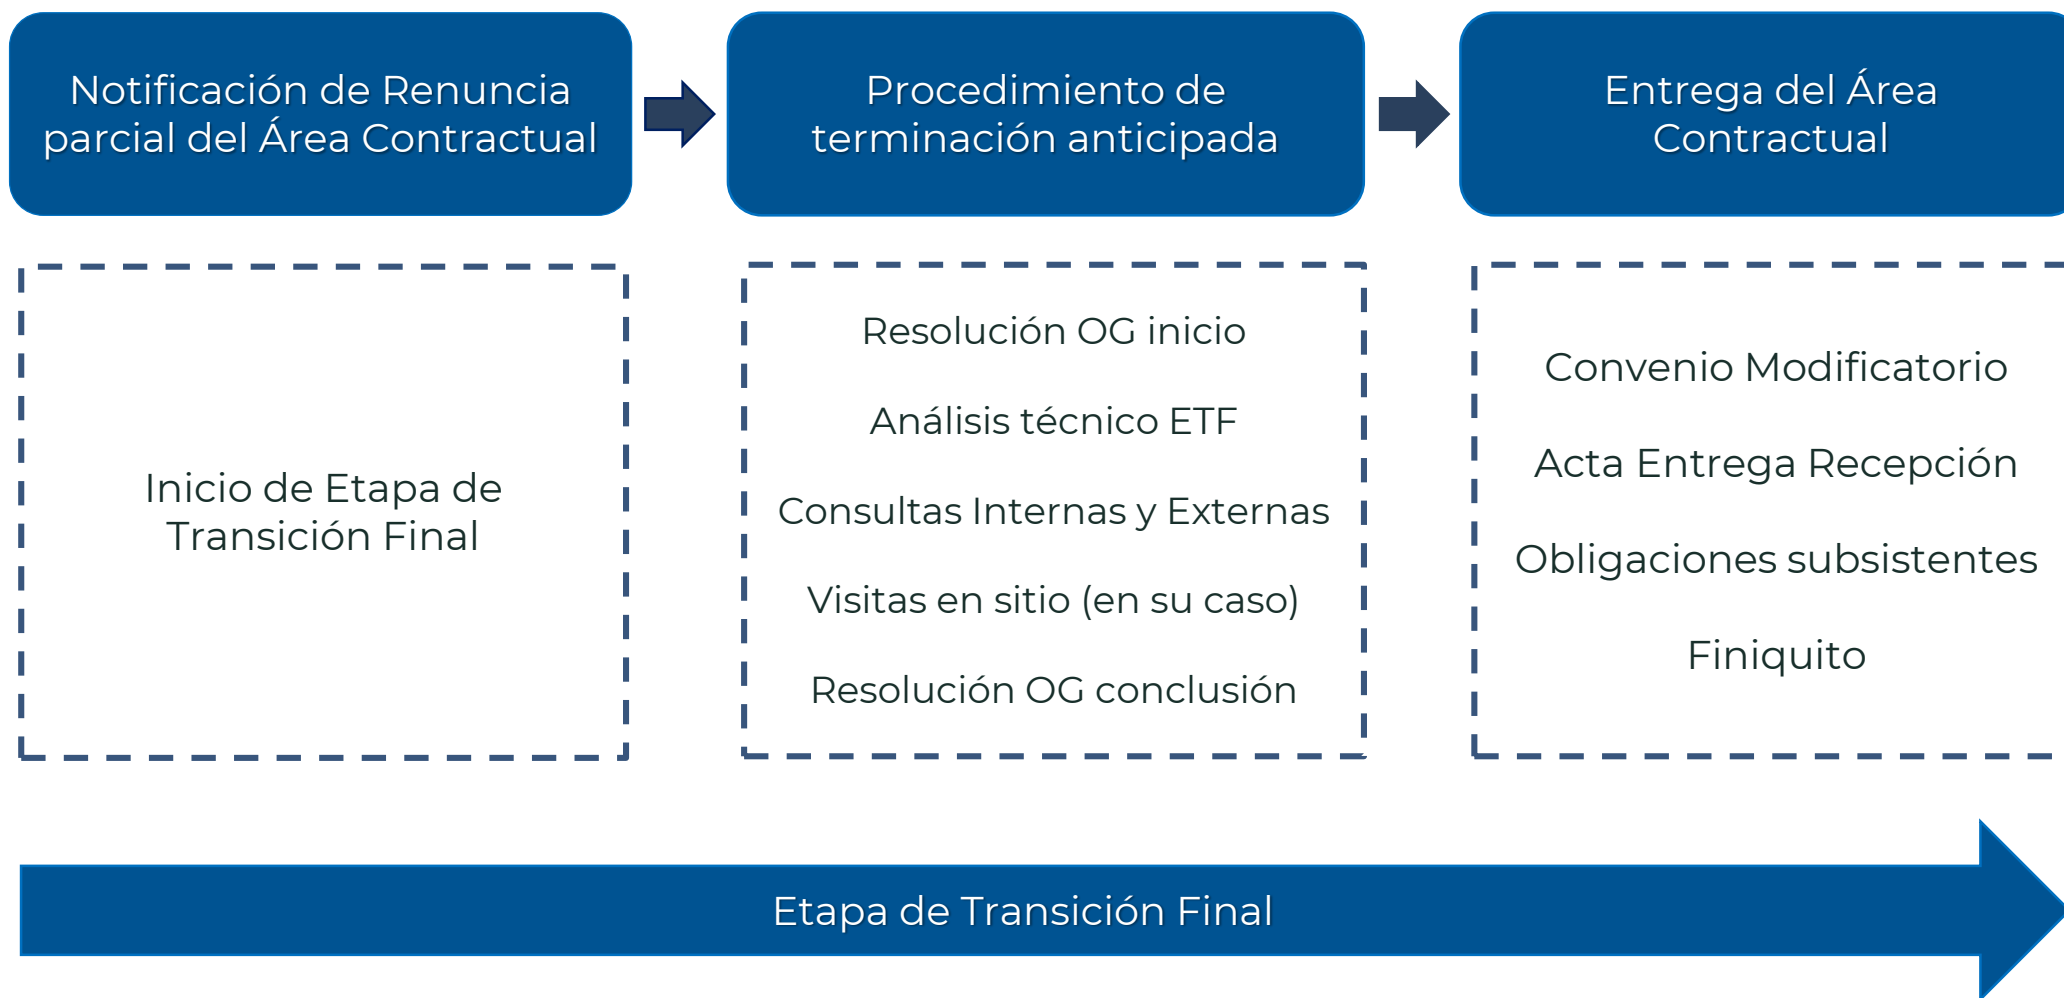 Notificación de Renuncia
parcial del Área Contractual
Procedimiento de
terminación anticipada
Entrega del Área
Contractual
Inicio de Etapa de
Transición Final
Resolución OG inicio
Análisis técnico ETF
Consultas Internas y Externas
Visitas en sitio (en su caso)
Resolución OG conclusión
Convenio Modificatorio
Acta Entrega Recepción
Obligaciones subsistentes
Finiquito
Etapa de Transición Final